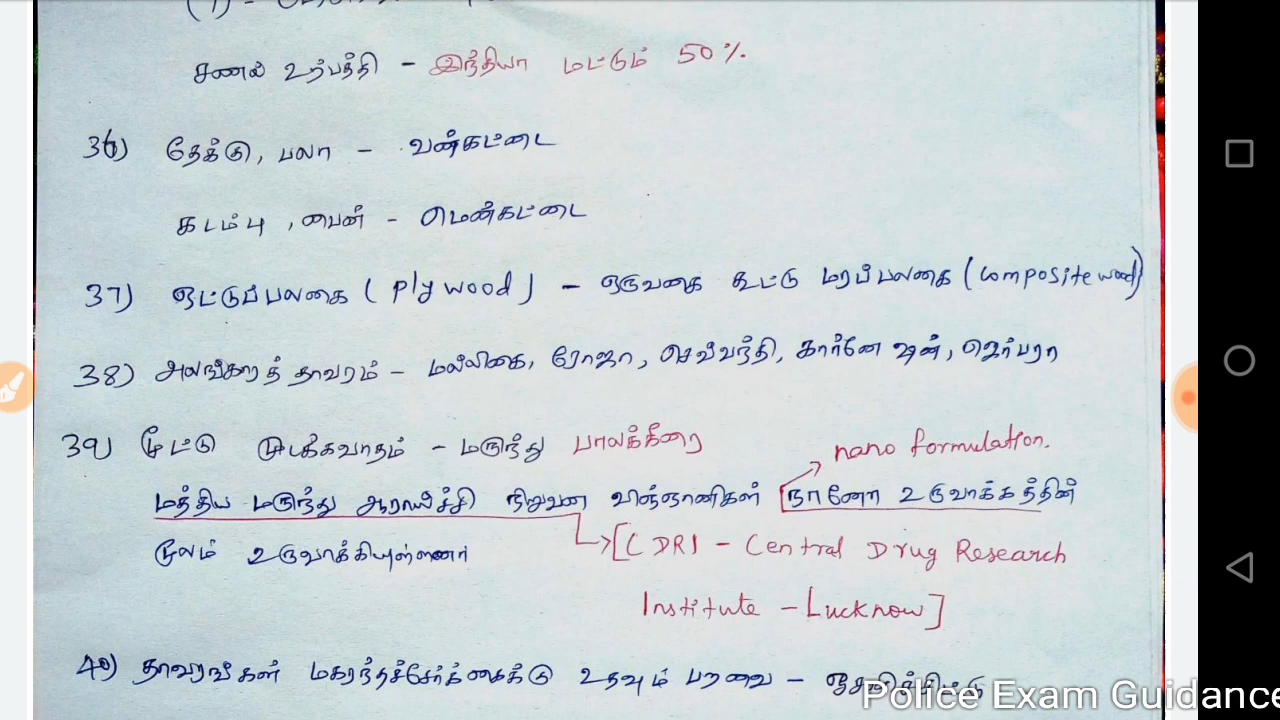 சணல் உற்பத்தி – இந்தியா மட்டும் 50%.
36) தேக்கு, பலா – வன்கட்டை
கடம்பு, பைன் – மென்கட்டை
37) ஒட்டுப்பலகை (plywood) – ஒருவகை கூட்டு மரப்பலகை (composite wood)
38) அலங்காரத் தாவரம் – மல்லிகை, ரோஜா, செவ்வந்தி, கார்னேஷன், ஜெர்பரா
39) மூட்டு முடக்கவாதம் – மருந்து பாலக்கீரை
nano formulation.
மத்திய மருந்து ஆராய்ச்சி நிறுவன விஞ்ஞானிகள் நானோ உருவாக்கத்தின்
மூலம் உருவாக்கியுள்ளனர்
[CDRI – Central Drug Research
Institute – Lucknow]
40) தாவரங்கள் மகரந்தச்சேர்க்கைக்கு உதவும் பறவை –
Police Exam Guidance